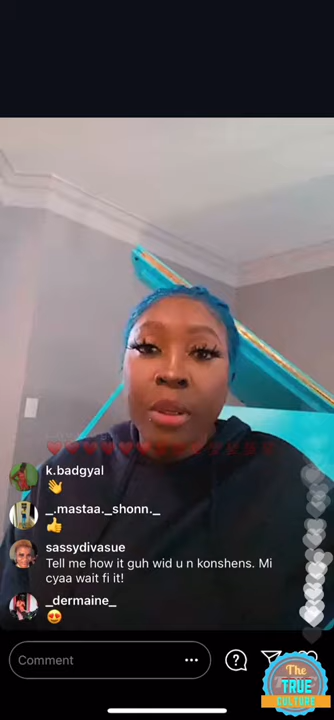 k.badgyal
👋
_.mastaa._shonn._
👍
sassydivasue
Tell me how it guh wid u n konshens. Mi
cyaa wait fi it!
_dermaine_
😍
Comment
The
TRUE
CULTURE